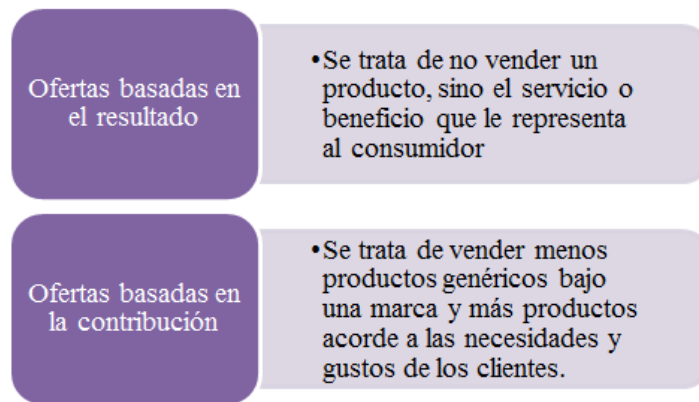 Ofertas basadas en
el resultado
•Se trata de no vender un
producto, sino el servicio o
beneficio que le representa
al consumidor
Ofertas basadas en
la contribución
•Se trata de vender menos
productos genéricos bajo
una marca y más productos
acorde a las necesidades y
gustos de los clientes.